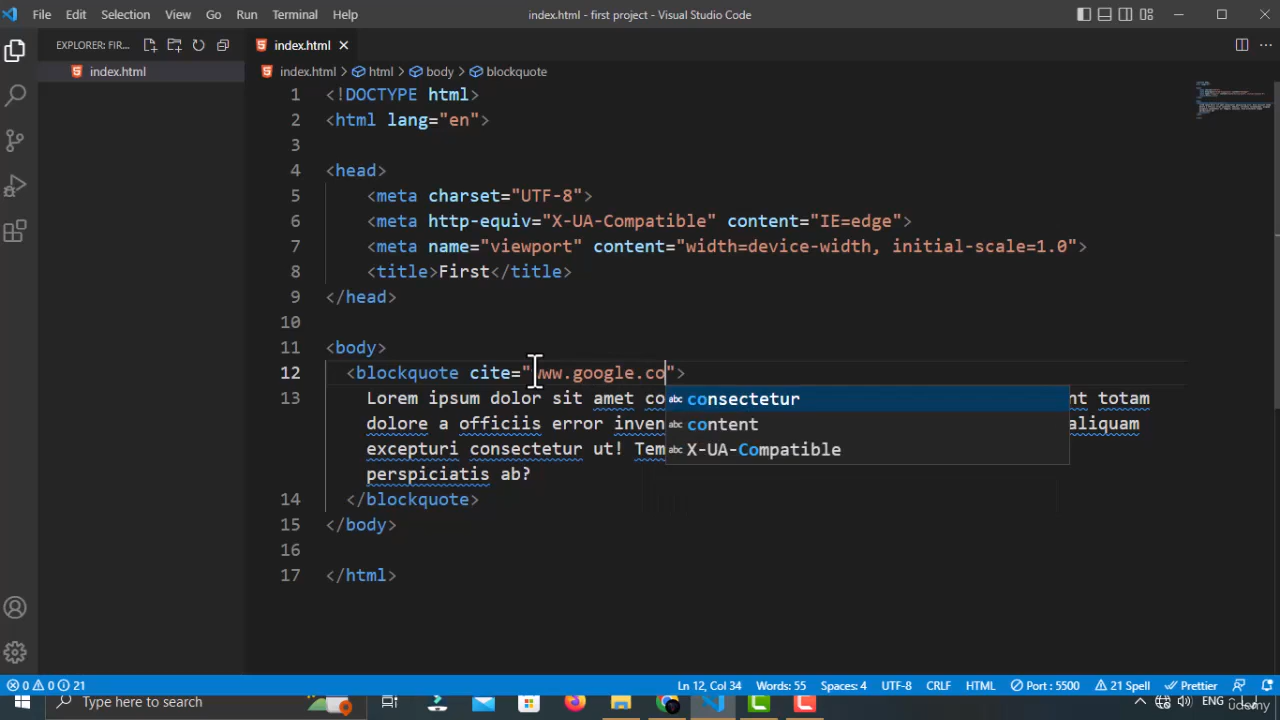 File Edit Selection View Go Run Terminal Help
index.html - first project - Visual Studio Code
EXPLORER: FIR...
index.html
index.html
index.html > html > body > blockquote
1 <!DOCTYPE html>
2 <html lang="en">
3
4 <head>
5 <meta charset="UTF-8">
6 <meta http-equiv="X-UA-Compatible" content="IE=edge">
7 <meta name="viewport" content="width=device-width, initial-scale=1.0">
8 <title>First</title>
9 </head>
10
11 <body>
12 <blockquote cite="www.google.co">
13 Lorem ipsum dolor sit amet co nt totam
dolore a officiis error inven aliquam
excepturi consectetur ut! Tem
perspiciatis ab?
abc consectetur
abc content
abc X-UA-Compatible
14 </blockquote>
15 </body>
16
17 </html>
0 0 21 Ln 12, Col 34 Words: 55 Spaces: 4 UTF-8 CRLF HTML Port : 5500 21 Spell Prettier
Type here to search
ENG
Udemy